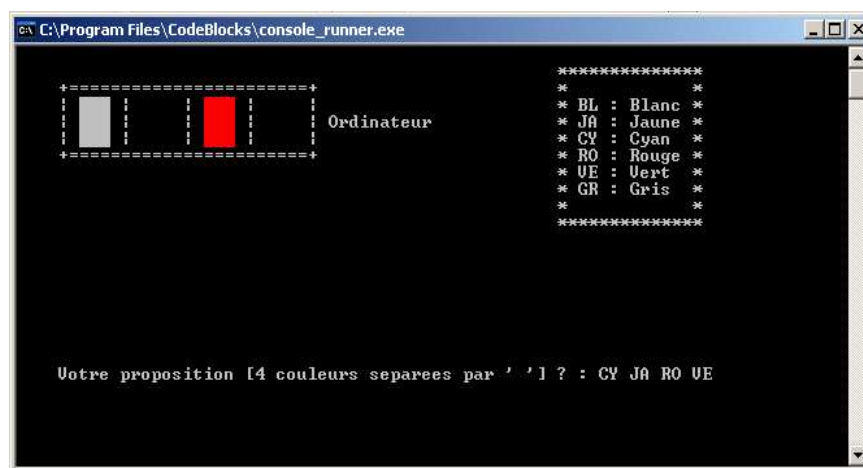 C:\Program Files\CodeBlocks\console_runner.exe
**************
* *
+=======================+
Ordinateur
+=======================+
* BL : Blanc *
* JA : Jaune *
* CY : Cyan *
* RO : Rouge *
* VE : Vert *
* GR : Gris *
* *
**************
Votre proposition [4 couleurs separees par ' '] ? : CY JA RO VE